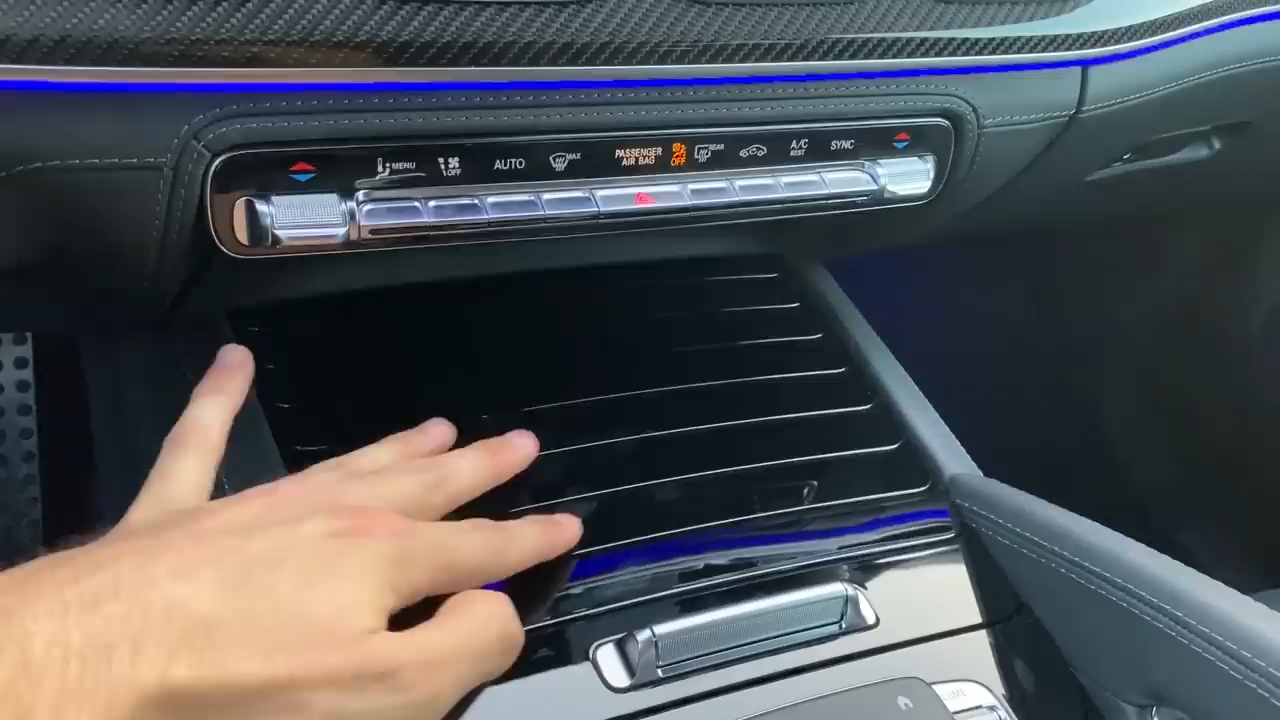 MENU
OFF
AUTO
MAX
PASSENGER
AIR BAG
OFF
REAR
A/C
REST
SYNC